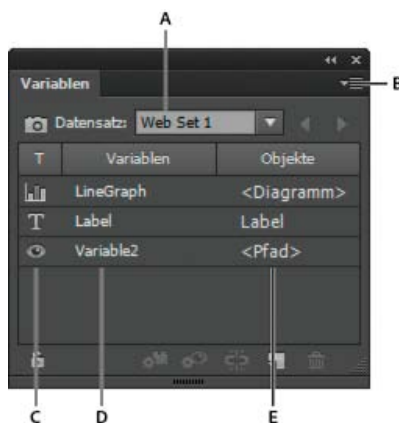 A
Variablen
B
Datensatz: Web Set 1
T Variablen Objekte
LineGraph <Diagramm>
T Label Label
Variable2 <Pfad>
C D E